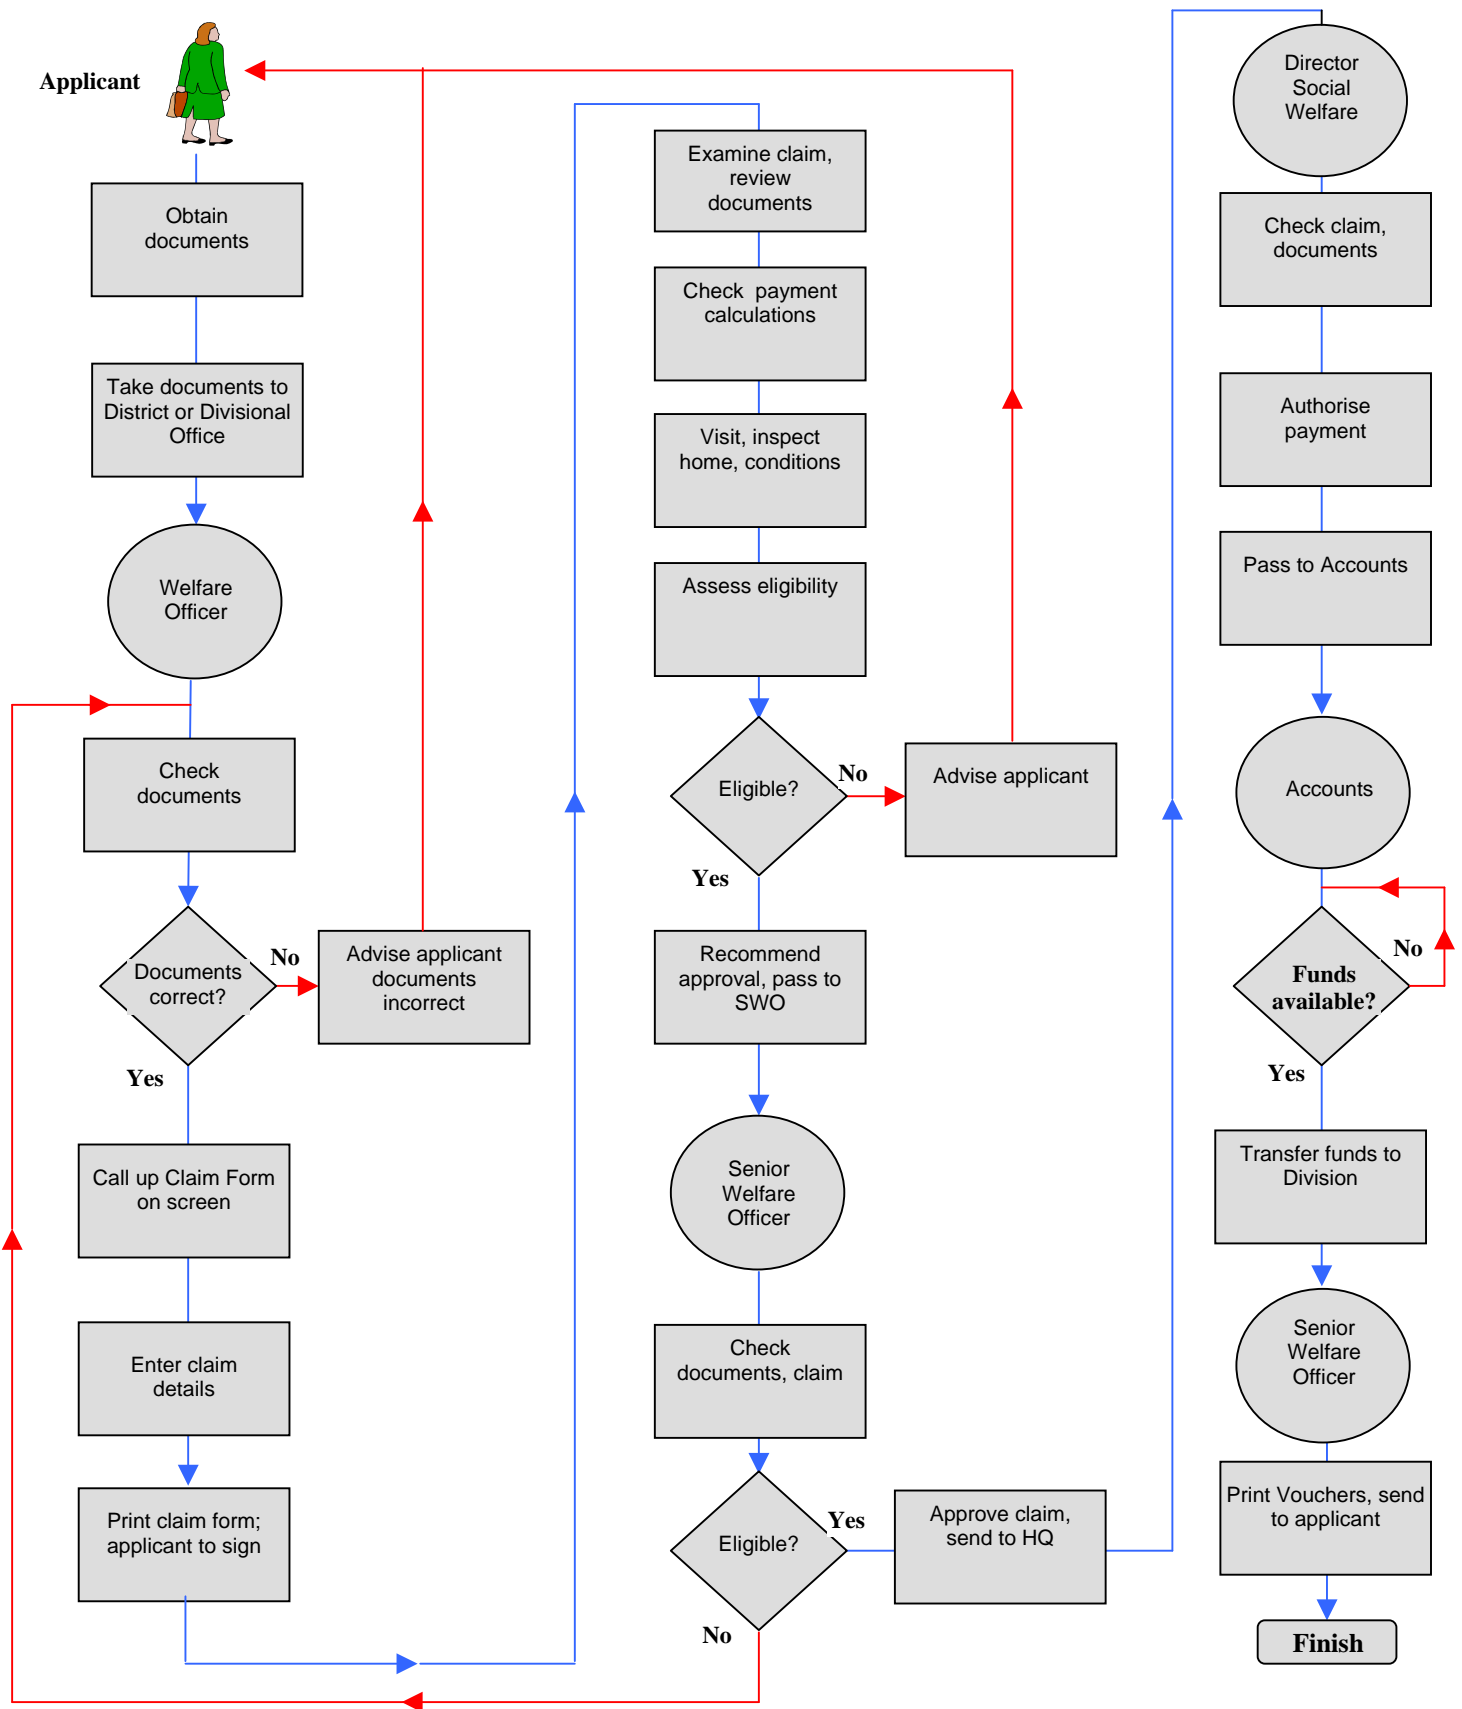 Applicant
Obtain
documents
Take documents to
District or Divisional
Office
Welfare
Officer
Check
documents
Documents
correct?
No
Advise applicant
documents
incorrect
Yes
Call up Claim Form
on screen
Enter claim
details
Print claim form;
applicant to sign
Examine claim,
review
documents
Check  payment
calculations
Visit, inspect
home, conditions
Assess eligibility
Eligible?
No
Advise applicant
Yes
Recommend
approval, pass to
SWO
Senior
Welfare
Officer
Check
documents, claim
Eligible?
Yes
Approve claim,
send to HQ
No
Director
Social
Welfare
Check claim,
documents
Authorise
payment
Pass to Accounts
Accounts
Funds
available?
No
Yes
Transfer funds to
Division
Senior
Welfare
Officer
Print Vouchers, send
to applicant
Finish